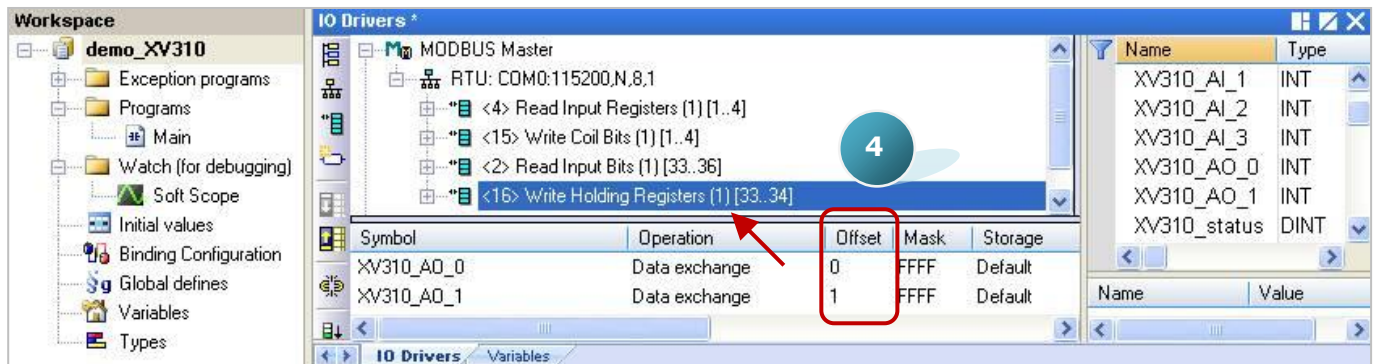 Workspace
demo_XV310
Exception programs
Programs
Main
Watch (for debugging)
Soft Scope
Initial values
Binding Configuration
Global defines
Variables
Types
IO Drivers *
MODBUS Master
RTU: COM0:115200,N,8,1
<4> Read Input Registers (1) [1..4]
<15> Write Coil Bits (1) [1..4]
<2> Read Input Bits (1) [33..36]
<16> Write Holding Registers (1) [33..34]
4
Symbol Operation Offset Mask Storage
XV310_AO_0 Data exchange 0 FFFF Default
XV310_AO_1 Data exchange 1 FFFF Default
IO Drivers Variables
Name Type
XV310_AI_1 INT
XV310_AI_2 INT
XV310_AI_3 INT
XV310_AO_0 INT
XV310_AO_1 INT
XV310_status DINT
Name Value